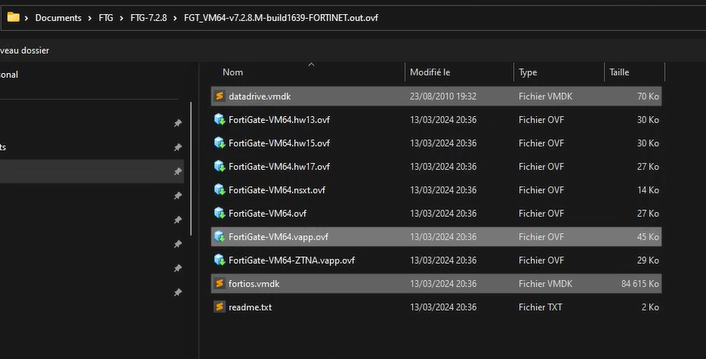 Documents > FTG > FTG-7.2.8 > FGT_VM64-v7.2.8.M-build1639-FORTINET.out.ovf
veau dossier
sonal
ts
Nom Modifié le Type Taille
datadrive.vmdk 23/08/2010 19:32 Fichier VMDK 70 Ko
FortiGate-VM64.hw13.ovf 13/03/2024 20:36 Fichier OVF 30 Ko
FortiGate-VM64.hw15.ovf 13/03/2024 20:36 Fichier OVF 30 Ko
FortiGate-VM64.hw17.ovf 13/03/2024 20:36 Fichier OVF 27 Ko
FortiGate-VM64.nsxt.ovf 13/03/2024 20:36 Fichier OVF 14 Ko
FortiGate-VM64.ovf 13/03/2024 20:36 Fichier OVF 27 Ko
FortiGate-VM64.vapp.ovf 13/03/2024 20:36 Fichier OVF 45 Ko
FortiGate-VM64-ZTNA.vapp.ovf 13/03/2024 20:36 Fichier OVF 29 Ko
fortios.vmdk 13/03/2024 20:36 Fichier VMDK 84 615 Ko
readme.txt 13/03/2024 20:36 Fichier TXT 2 Ko